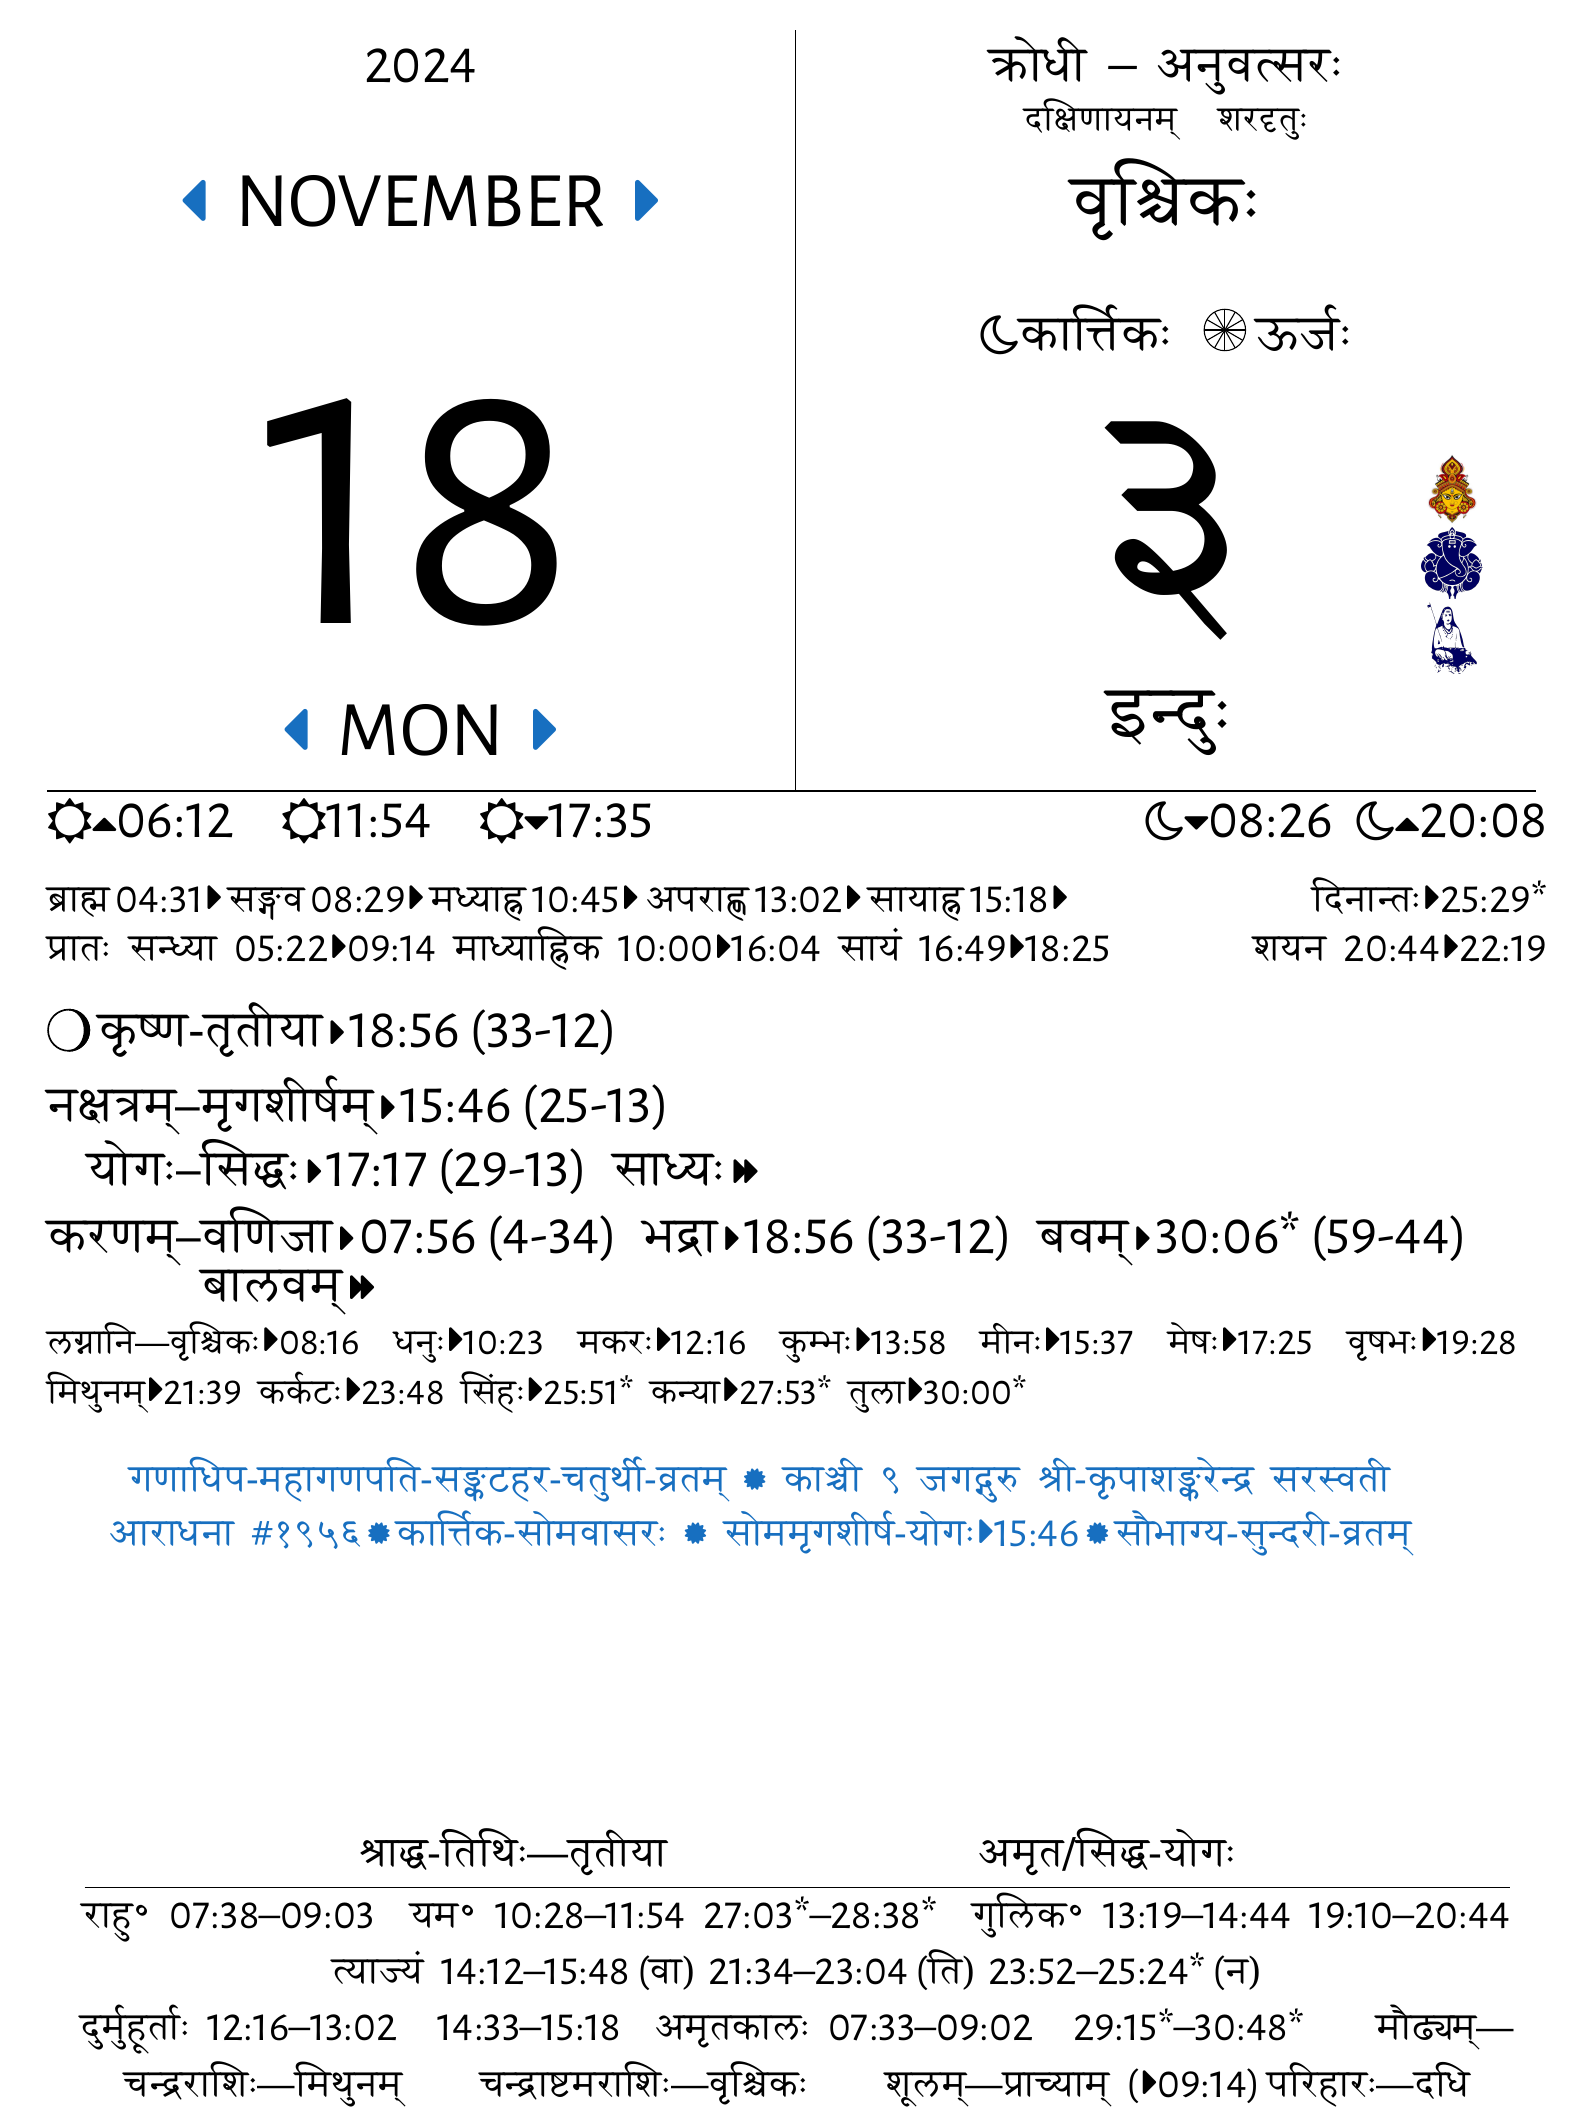 2024
NOVEMBER
18
MON
क्रोधी – अनुवत्सरः
दक्षिणायनम् शरदृतुः
वृश्चिकः
कार्त्तिकः ऊर्जः
३
इन्दुः
06:12 11:54 17:35 08:26 20:08
ब्राह्म 04:31 सङ्गव 08:29 मध्याह्न 10:45 अपराह्ण 13:02 सायाह्न 15:18 दिनान्तः 25:29*
प्रातः सन्ध्या 05:22 09:14 माध्याह्निक 10:00 16:04 सायं 16:49 18:25 शयन 20:44 22:19
कृष्ण-तृतीया 18:56 (33-12)
नक्षत्रम्–मृगशीर्षम् 15:46 (25-13)
योगः–सिद्धः 17:17 (29-13) साध्यः
करणम्–वणिजा 07:56 (4-34) भद्रा 18:56 (33-12) बवम् 30:06* (59-44)
बालवम्
लग्नानि—वृश्चिकः 08:16 धनुः 10:23 मकरः 12:16 कुम्भः 13:58 मीनः 15:37 मेषः 17:25 वृषभः 19:28
मिथुनम् 21:39 कर्कटः 23:48 सिंहः 25:51* कन्या 27:53* तुला 30:00*
गणाधिप-महागणपति-सङ्कटहर-चतुर्थी-व्रतम् काञ्ची ९ जगद्गुरु श्री-कृपाशङ्करेन्द्र सरस्वती
आराधना #१९५६ कार्त्तिक-सोमवासरः सोममृगशीर्ष-योगः 15:46 सौभाग्य-सुन्दरी-व्रतम्
श्राद्ध-तिथिः—तृतीया अमृत/सिद्ध-योगः
राहु° 07:38–09:03 यम° 10:28–11:54 27:03*–28:38* गुलिक° 13:19–14:44 19:10–20:44
त्याज्यं 14:12–15:48 (वा) 21:34–23:04 (ति) 23:52–25:24* (न)
दुर्मुहूर्ताः 12:16–13:02 14:33–15:18 अमृतकालः 07:33–09:02 29:15*–30:48* मौढ्यम्—
चन्द्रराशिः—मिथुनम् चन्द्राष्टमराशिः—वृश्चिकः शूलम्—प्राच्याम् (09:14) परिहारः—दधि